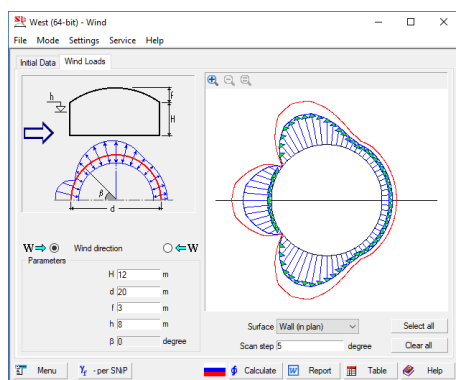 West (64-bit) - Wind
File Mode Settings Service Help
Initial Data Wind Loads
h f
H
β
d
W Wind direction W
Parameters
H 12 m
d 20 m
f 3 m
h 8 m
β 0 degree
Surface Wall (in plan) Select all
Scan step 5 degree Clear all
Menu γf - per SNiP Calculate Report Table Help